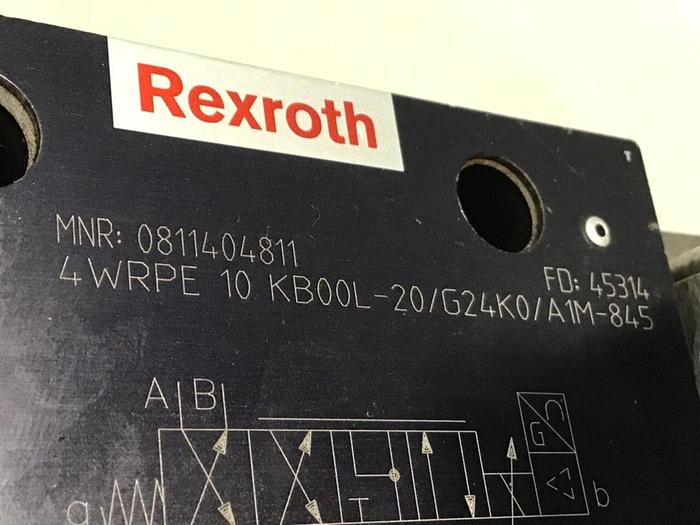 Rexroth
MNR: 0811404811
FD: 45314
4WRPE 10 KB00L-20/G24K0/A1M-845
A B
G
a b